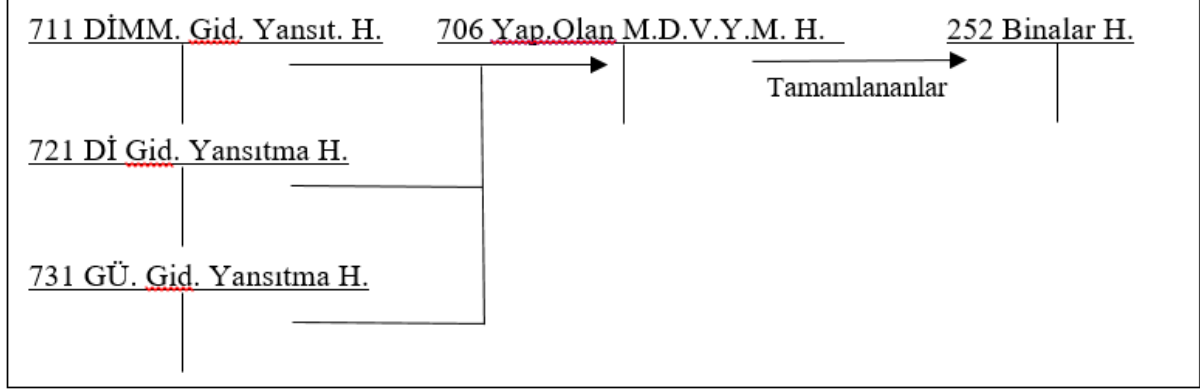 711 DİMM. Gid. Yansıt. H. 706 Yap.Olan M.D.V.Y.M. H. 252 Binalar H.
Tamamlananlar
721 Dİ Gid. Yansıtma H.
731 GÜ. Gid. Yansıtma H.